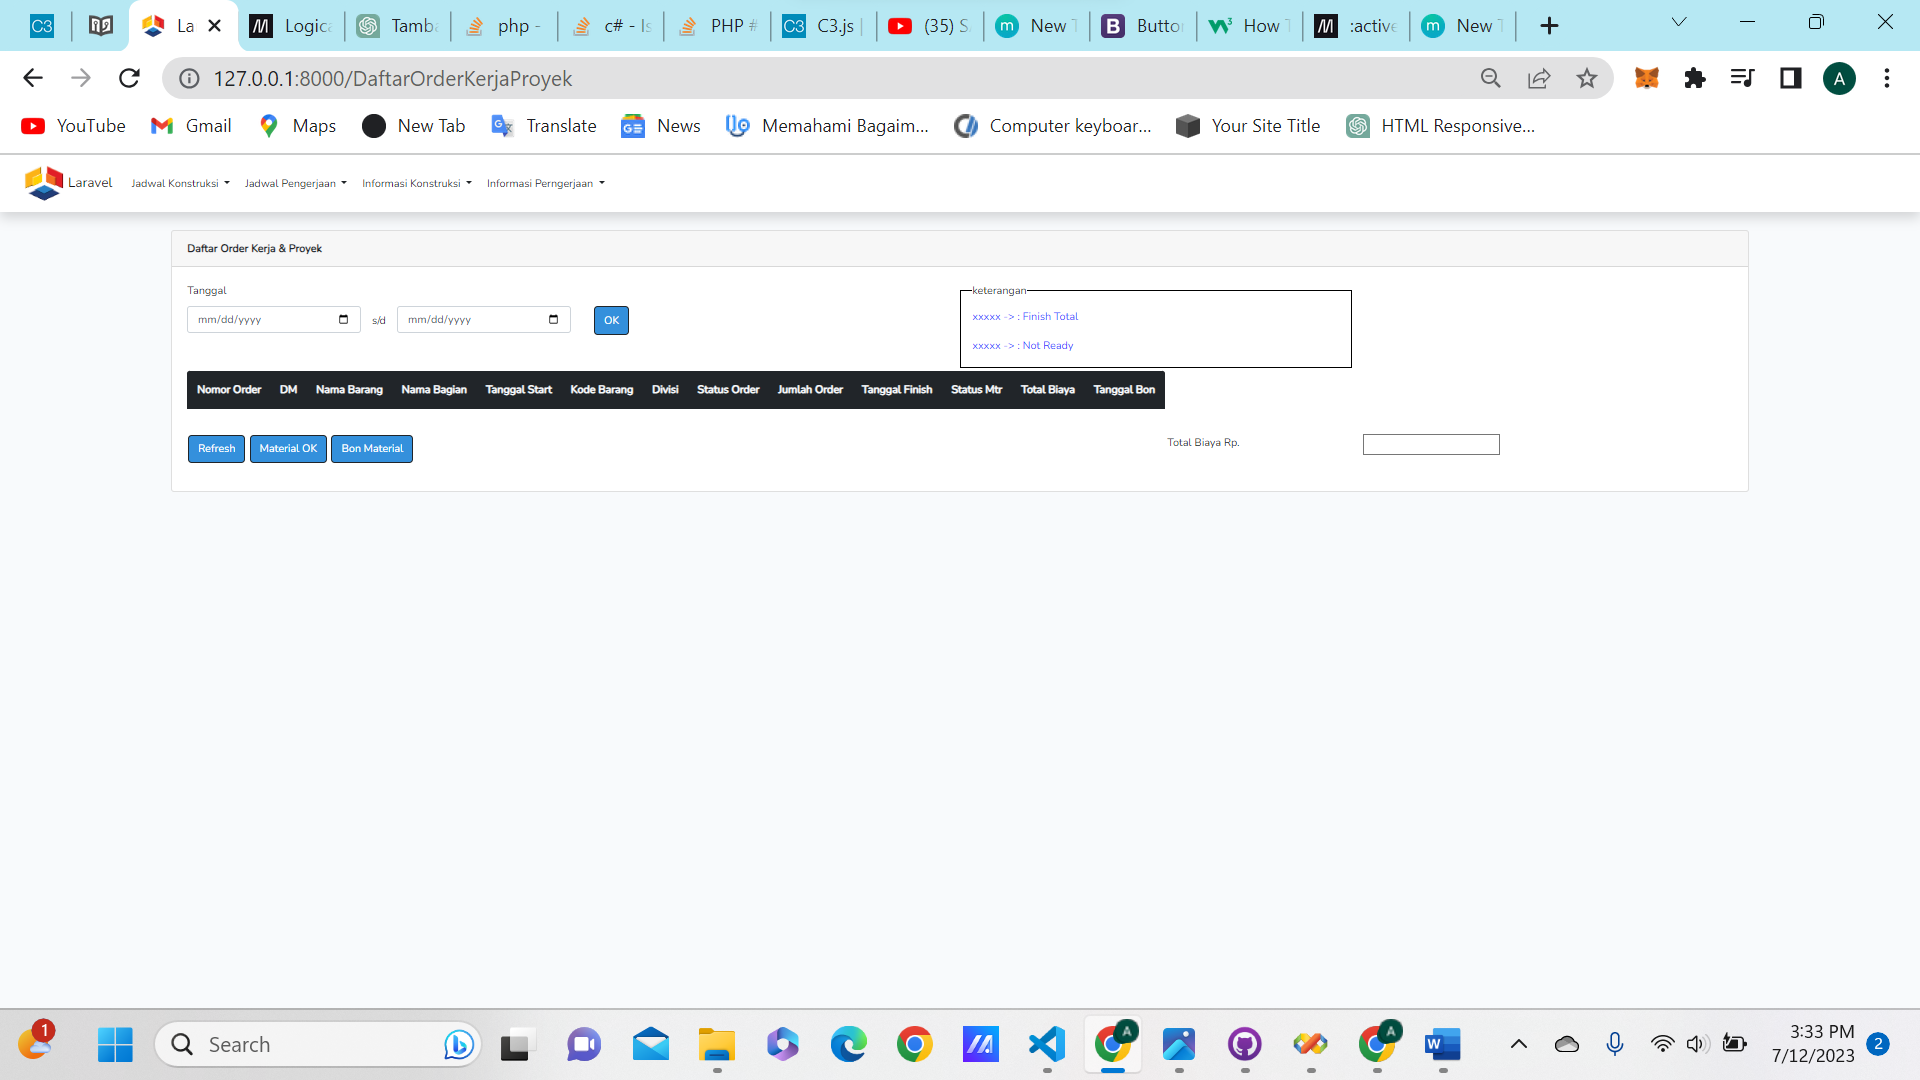 La
Logica
Tamba
php -
c# - Is
PHP #
C3 C3.js |
(35) S
New T
Butto
How T
:active
New T
127.0.0.1:8000/DaftarOrderKerjaProyek
A
YouTube
Gmail
Maps
New Tab
Translate
News
Memahami Bagaim...
Computer keyboar...
Your Site Title
HTML Responsive...
Laravel
Jadwal Konstruksi
Jadwal Pengerjaan
Informasi Konstruksi
Informasi Perngerjaan
Daftar Order Kerja & Proyek
Tanggal
mm/dd/yyyy s/d mm/dd/yyyy OK
keterangan
xxxxx -> : Finish Total
xxxxx -> : Not Ready
Nomor Order DM Nama Barang Nama Bagian Tanggal Start Kode Barang Divisi Status Order Jumlah Order Tanggal Finish Status Mtr Total Biaya Tanggal Bon
Refresh Material OK Bon Material
Total Biaya Rp.
1
Search
3:33 PM
7/12/2023
2